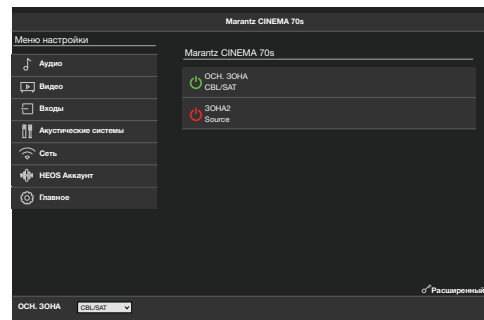 Marantz CINEMA 70s
Меню настройки
Аудио
Видео
Входы
Акустические системы
Сеть
HEOS Аккаунт
Главное
Marantz CINEMA 70s
ОСН. ЗОНА
CBL/SAT
ЗОНА2
Source
Расширенный
ОСН. ЗОНА CBL/SAT